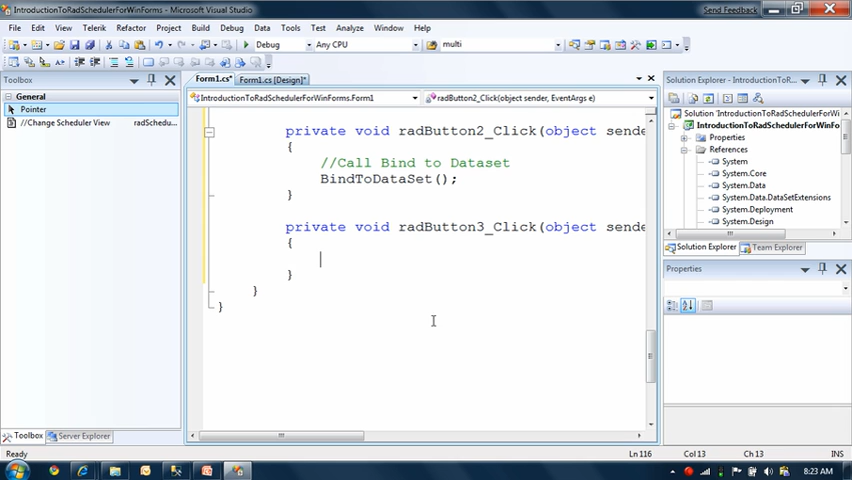 IntroductionToRadSchedulerForWinForms - Microsoft Visual Studio
Send Feedback
File Edit View Telerik Refactor Project Build Debug Data Tools Test Analyze Window Help
Debug Any CPU multi
Toolbox
General
Pointer
//Change Scheduler View radSchedu...
Toolbox Server Explorer
Form1.cs* Form1.cs [Design]*
IntroductionToRadSchedulerForWinForms.Form1 radButton2_Click(object sender, EventArgs e)
private void radButton2_Click(object sende
{
//Call Bind to Dataset
BindToDataSet();
}
private void radButton3_Click(object sende
{
}
}
}
Solution Explorer - IntroductionToR...
Solution 'IntroductionToRadSchedulerForWinF
IntroductionToRadSchedulerForWinFo
Properties
References
System
System.Core
System.Data
System.Data.DataSetExtensions
System.Deployment
System.Design
Solution Explorer Team Explorer
Properties
Ready Ln 116 Col 13 Ch 13 INS
8:23 AM